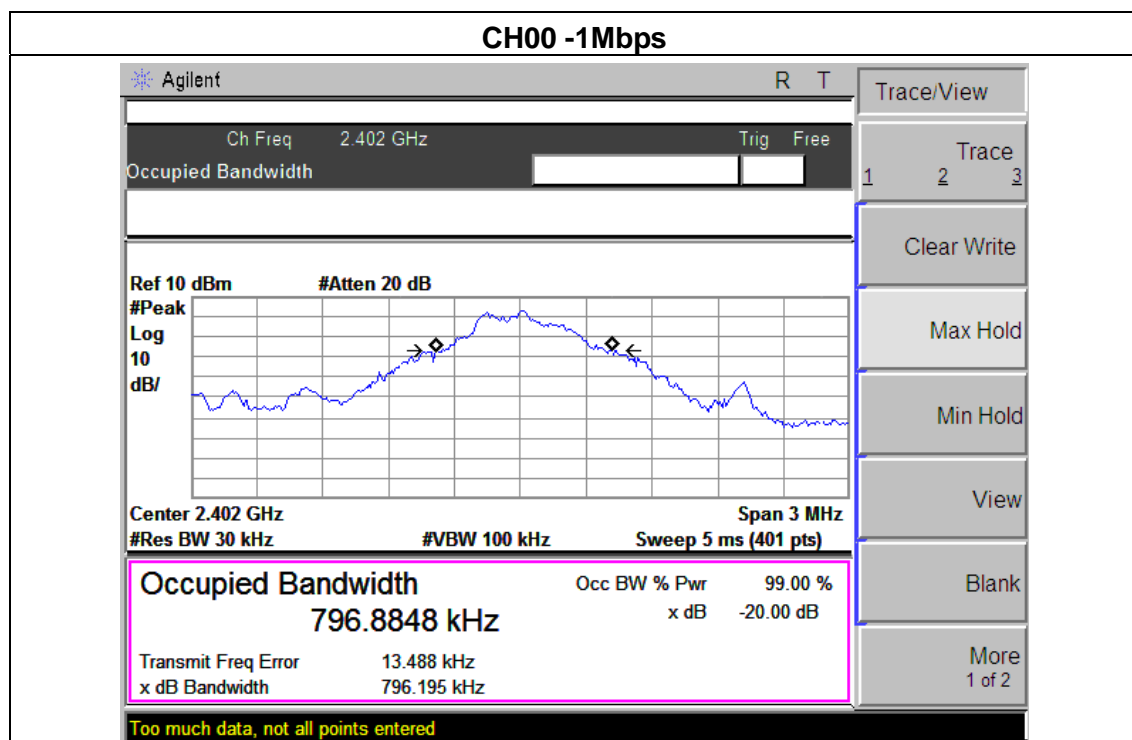 CH00 -1Mbps
Agilent R T
Ch Freq 2.402 GHz Trig Free
Occupied Bandwidth
Ref 10 dBm #Atten 20 dB
#Peak
Log
10
dB/
Center 2.402 GHz Span 3 MHz
#Res BW 30 kHz #VBW 100 kHz Sweep 5 ms (401 pts)
Occupied Bandwidth Occ BW % Pwr 99.00 %
796.8848 kHz x dB -20.00 dB
Transmit Freq Error 13.488 kHz
x dB Bandwidth 796.195 kHz
Too much data, not all points entered
Trace/View
Trace
1 2 3
Clear Write
Max Hold
Min Hold
View
Blank
More
1 of 2